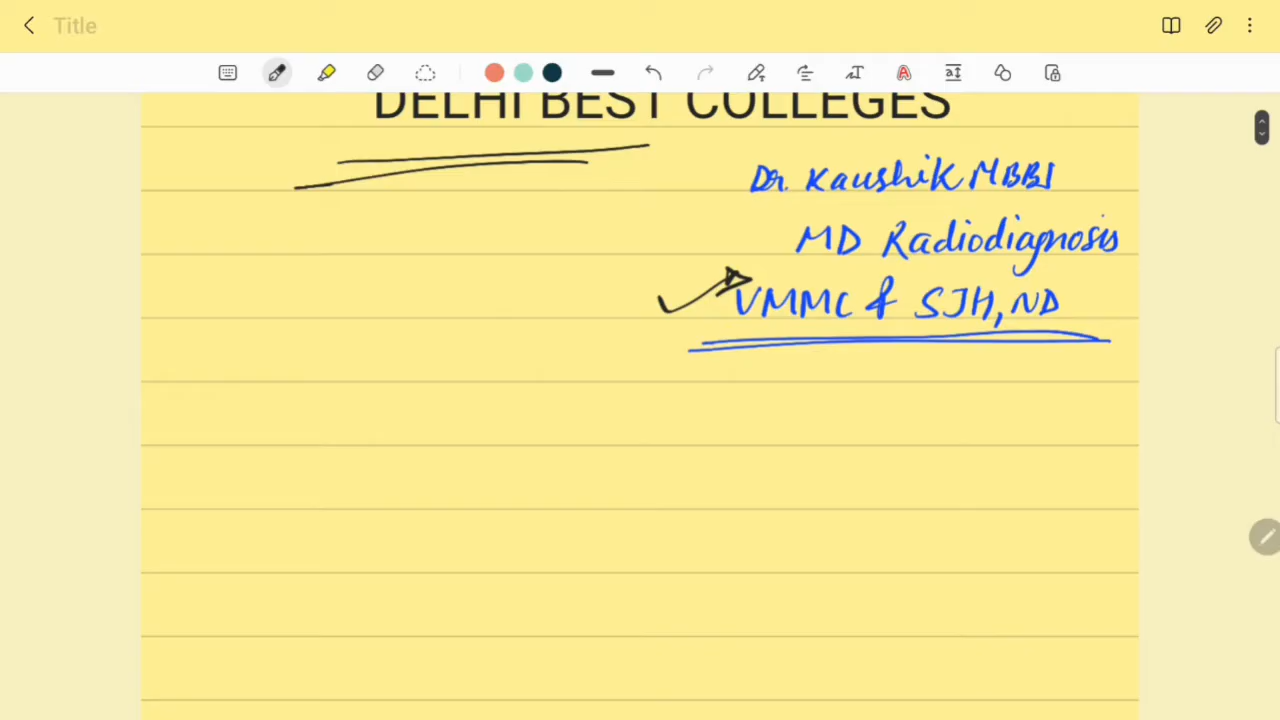 Title
DELHI BEST COLLEGES
Dr. Kaushik MBBS
MD Radiodiagnosis
VMMC & SJH, ND